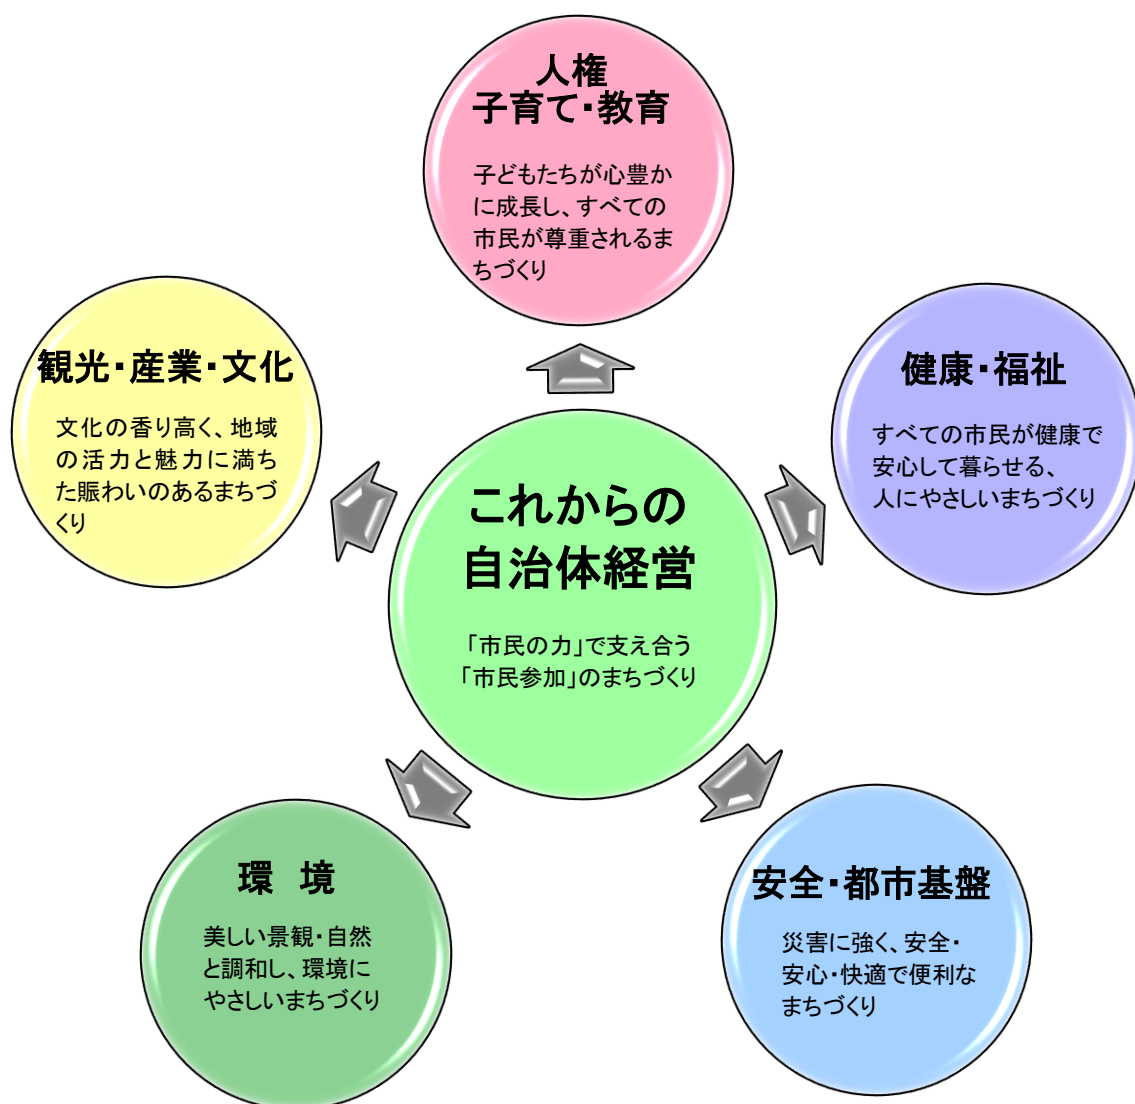 人権
子育て・教育
子どもたちが心豊か
に成長し、すべての
市民が尊重されるま
ちづくり
観光・産業・文化
文化の香り高く、地域
の活力と魅力に満ち
た賑わいのあるまちづ
くり
健康・福祉
すべての市民が健康で
安心して暮らせる、
人にやさしいまちづくり
これからの
自治体経営
「市民の力」で支え合う
「市民参加」のまちづくり
環　境
美しい景観・自然
と調和し、環境に
やさしいまちづくり
安全・都市基盤
災害に強く、安全・
安心・快適で便利な
まちづくり